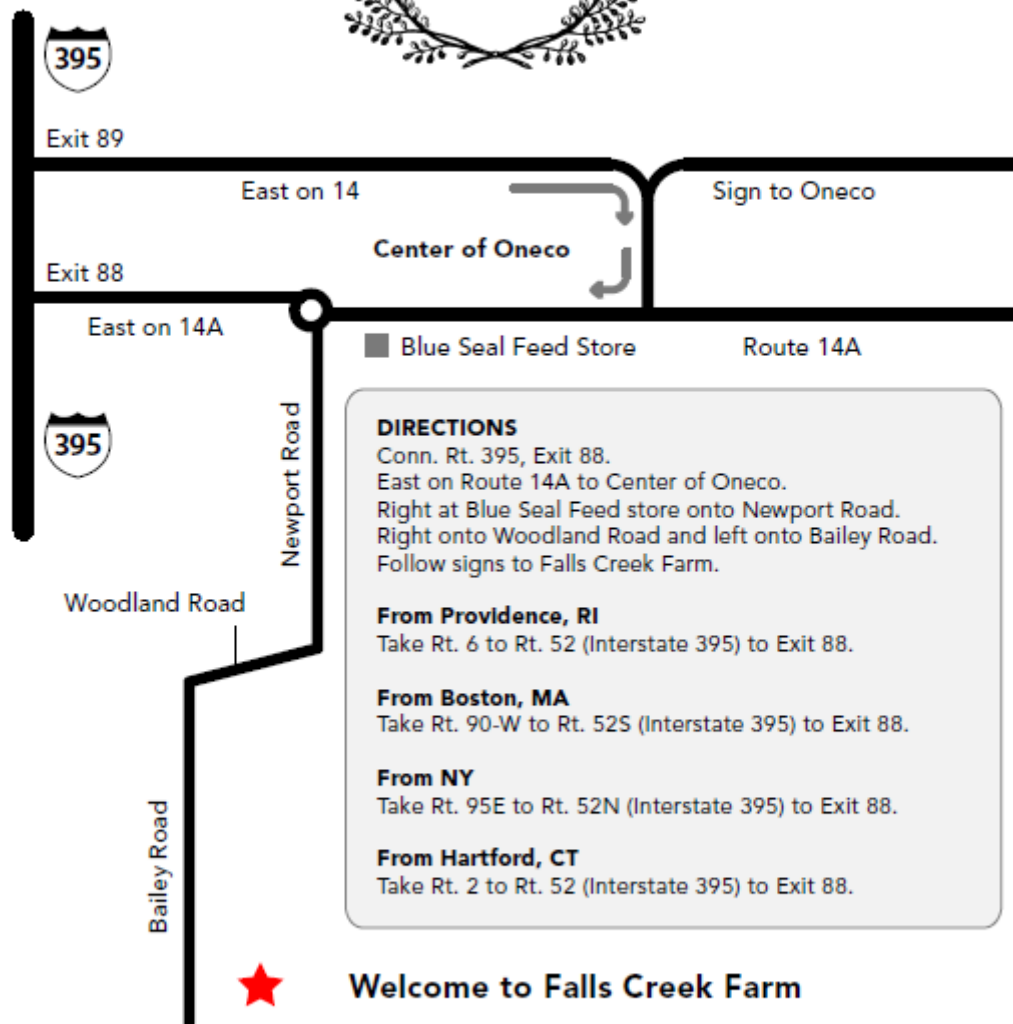 395
Exit 89
East on 14
Sign to Oneco
Center of Oneco
Exit 88
East on 14A
Blue Seal Feed Store
Route 14A
395
Newport Road
DIRECTIONS
Conn. Rt. 395, Exit 88.
East on Route 14A to Center of Oneco.
Right at Blue Seal Feed store onto Newport Road.
Right onto Woodland Road and left onto Bailey Road.
Follow signs to Falls Creek Farm.
From Providence, RI
Take Rt. 6 to Rt. 52 (Interstate 395) to Exit 88.
From Boston, MA
Take Rt. 90-W to Rt. 52S (Interstate 395) to Exit 88.
From NY
Take Rt. 95E to Rt. 52N (Interstate 395) to Exit 88.
From Hartford, CT
Take Rt. 2 to Rt. 52 (Interstate 395) to Exit 88.
Woodland Road
Bailey Road
Welcome to Falls Creek Farm